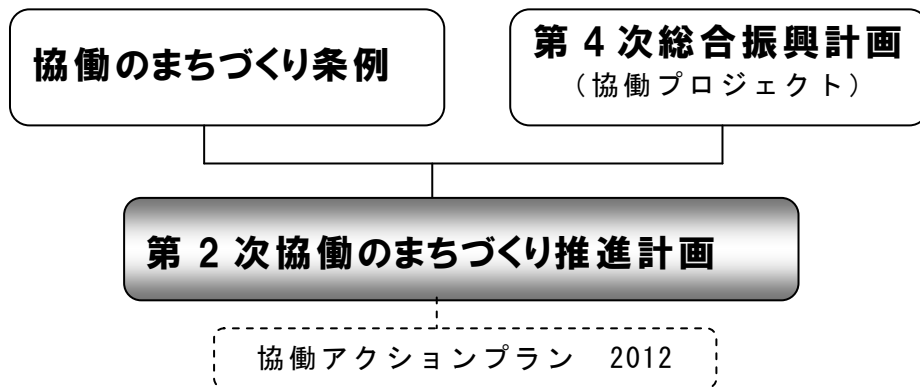 協働のまちづくり条例
第4次総合振興計画
（協働プロジェクト）
第2次協働のまちづくり推進計画
協働アクションプラン　2012